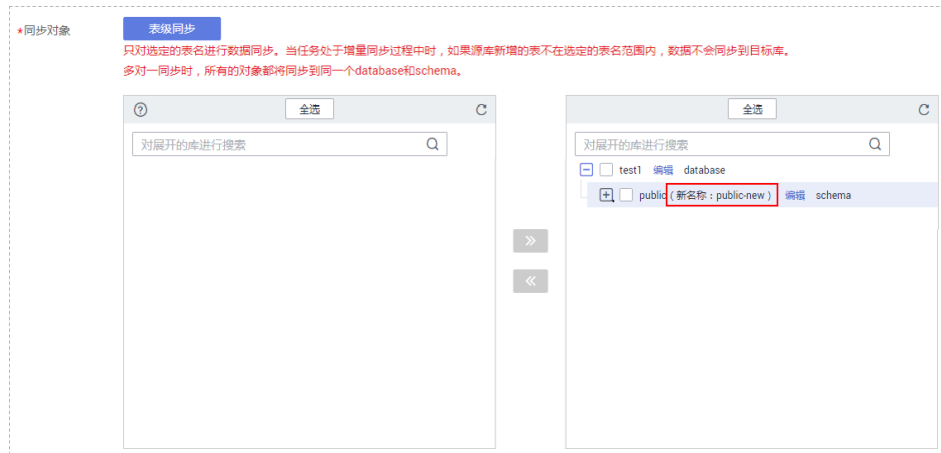 *同步对象 表级同步
只对选定的表名进行数据同步。当任务处于增量同步过程中时，如果源库新增的表不在选定的表名范围内，数据不会同步到目标库。
多对一同步时，所有的对象都将同步到同一个database和schema。
? 全选
对展开的库进行搜索
全选
对展开的库进行搜索
test1 编辑 database
public（新名称：public-new） 编辑 schema